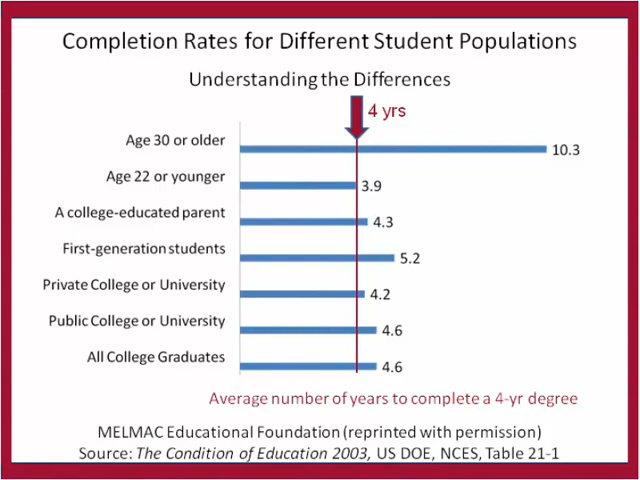 Completion Rates for Different Student Populations
Understanding the Differences
4 yrs
Age 30 or older
10.3
Age 22 or younger
3.9
A college-educated parent
4.3
First-generation students
5.2
Private College or University
4.2
Public College or University
4.6
All College Graduates
4.6
Average number of years to complete a 4-yr degree
MELMAC Educational Foundation (reprinted with permission)
Source: The Condition of Education 2003, US DOE, NCES, Table 21-1